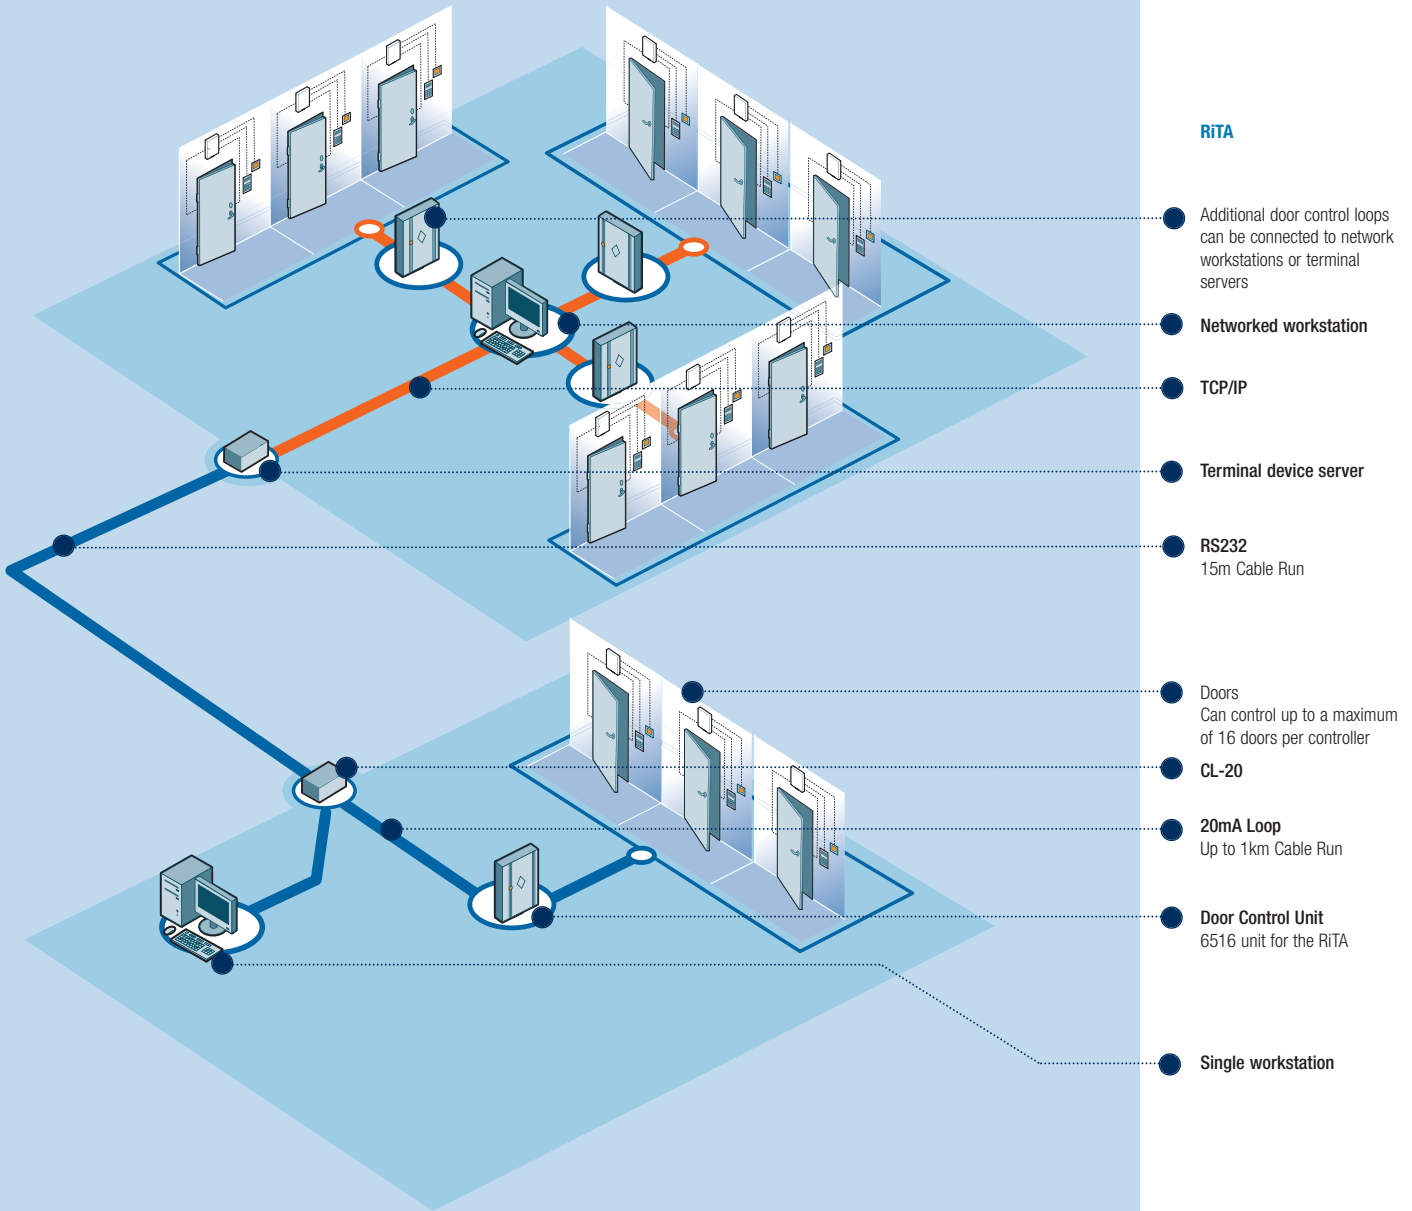 RiTA
Additional door control loops
can be connected to network
workstations or terminal
servers
Networked workstation
TCP/IP
Terminal device server
RS232
15m Cable Run
Doors
Can control up to a maximum
of 16 doors per controller
CL-20
20mA Loop
Up to 1km Cable Run
Door Control Unit
6516 unit for the RiTA
Single workstation